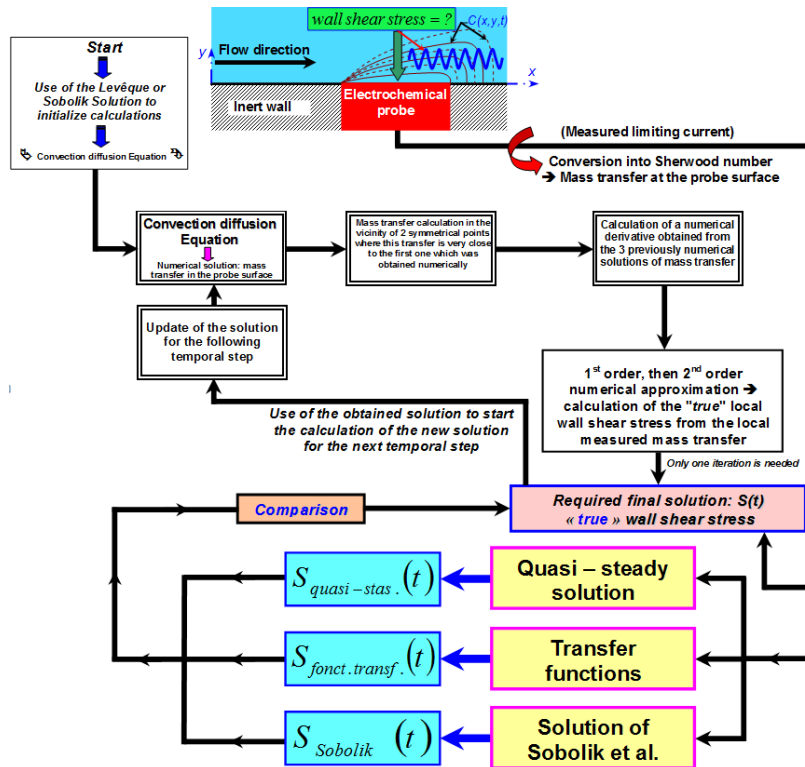 Start
Use of the Levêque or
Sobolik Solution to
initialize calculations
Convection diffusion Equation
wall shear stress = ?
C(x,y,t)
y
Flow direction
x
Inert wall
Electrochemical
probe
(Measured limiting current)
Conversion into Sherwood number
➔ Mass transfer at the probe surface
Convection diffusion
Equation
Numerical solution: mass
transfer in the probe surface
Mass transfer calculation in the
vicinity of 2 symmetrical points
where this transfer is very close
to the first one which was
obtained numerically
Calculation of a numerical
derivative obtained from
the 3 previously numerical
solutions of mass transfer
Update of the solution
for the following
temporal step
1st order, then 2nd order
numerical approximation ➔
calculation of the "true" local
wall shear stress from the local
measured mass transfer
Use of the obtained solution to start
the calculation of the new solution
for the next temporal step
Only one iteration is needed
Comparison
Required final solution: S(t)
« true » wall shear stress
S quasi-stas. (t)
Quasi – steady
solution
S fonct.transf. (t)
Transfer
functions
S Sobolik (t)
Solution of
Sobolik et al.